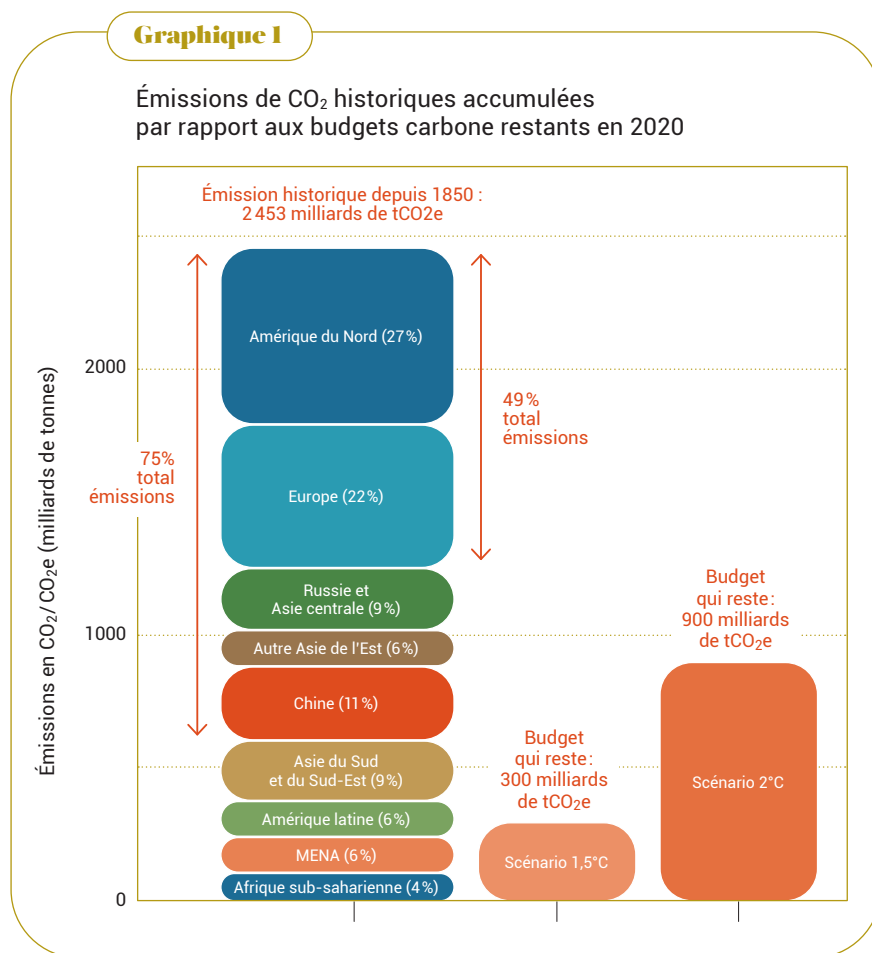 Graphique 1
Émissions de CO₂ historiques accumulées
par rapport aux budgets carbone restants en 2020
Émission historique depuis 1850 :
2 453 milliards de tCO2e
Émissions en CO₂/CO₂e (milliards de tonnes)
2000
1000
0
75%
total
émissions
Amérique du Nord (27%)
Europe (22%)
Russie et
Asie centrale (9%)
Autre Asie de l'Est (6%)
Chine (11%)
Asie du Sud
et du Sud-Est (9%)
Amérique latine (6%)
MENA (6%)
Afrique sub-saharienne (4%)
49%
total
émissions
Budget
qui reste:
300 milliards
de tCO₂e
Scénario 1,5°C
Budget
qui reste:
900 milliards
de tCO₂e
Scénario 2°C